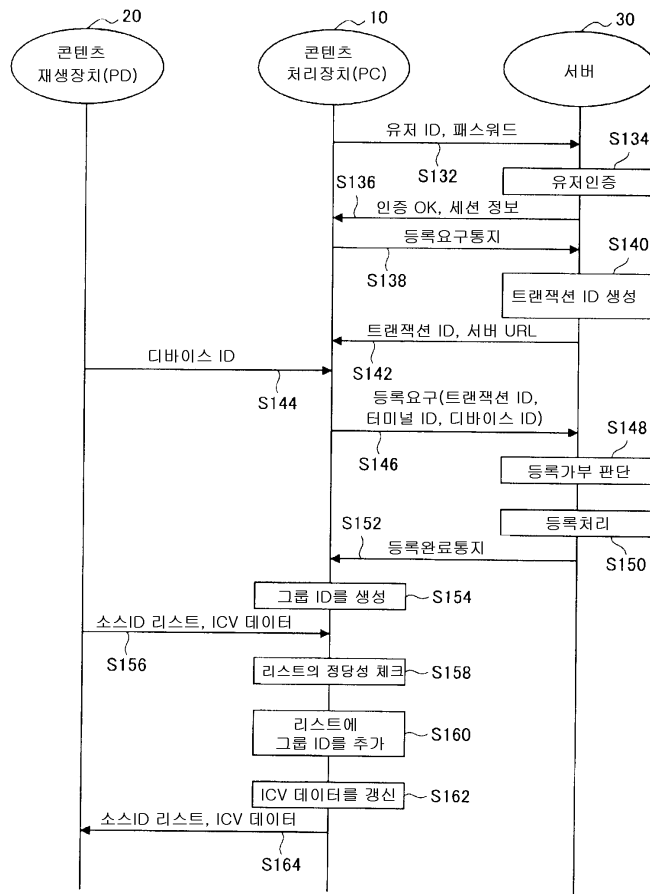 20
10
30
콘텐츠
재생장치(PD)
콘텐츠
처리장치(PC)
서버
유저 ID, 패스워드
S132
S134
유저인증
S136
인증 OK, 세션 정보
등록요구통지
S138
S140
트랜잭션 ID 생성
트랜잭션 ID, 서버 URL
S142
디바이스 ID
S144
등록요구(트랜잭션 ID,
터미널 ID, 디바이스 ID)
S146
S148
등록가부 판단
등록처리
S150
S152
등록완료통지
그룹 ID를 생성
S154
소스ID 리스트, ICV 데이터
S156
리스트의 정당성 체크
S158
리스트에
그룹 ID를 추가
S160
ICV 데이터를 갱신
S162
소스ID 리스트, ICV 데이터
S164